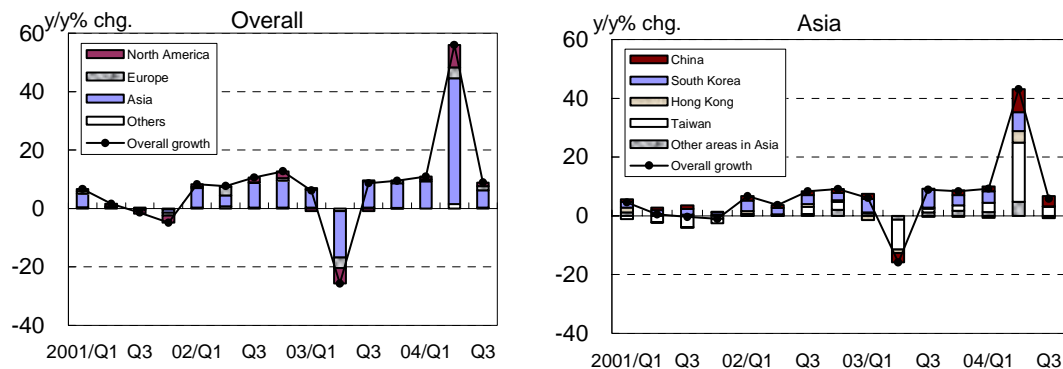 y/y% chg.
Overall
60
40
20
0
-20
-40
North America
Europe
Asia
Others
Overall growth
2001/Q1 Q3 02/Q1 Q3 03/Q1 04/Q1 Q3
y/y% chg.
Asia
60
40
20
0
-20
-40
China
South Korea
Hong Kong
Taiwan
Other areas in Asia
Overall growth
2001/Q1 Q3 02/Q1 Q3 03/Q1 04/Q1 Q3